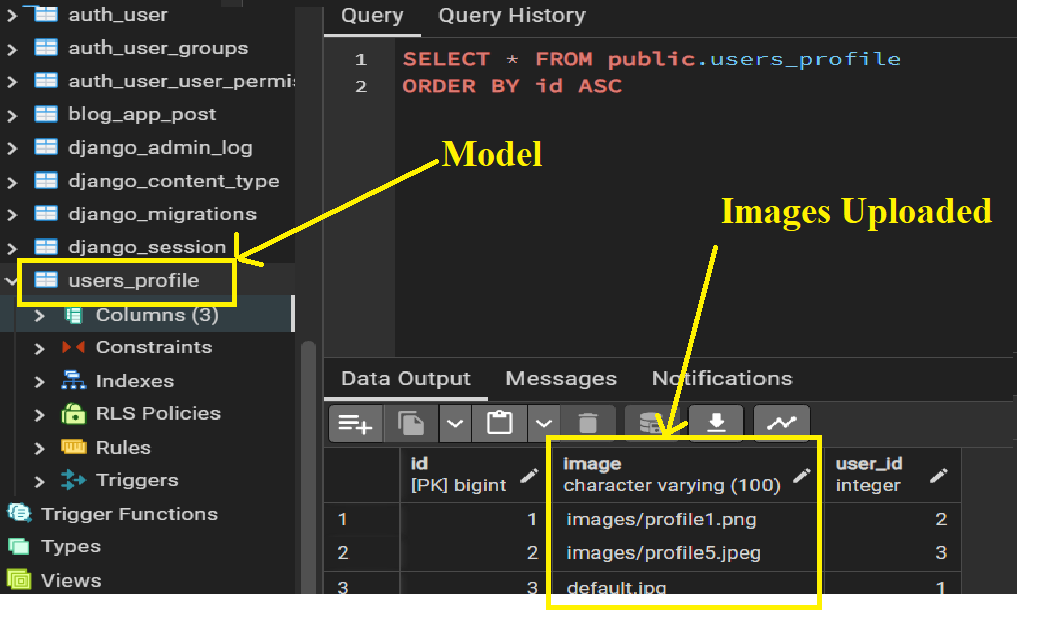 auth_user
auth_user_groups
auth_user_user_permis
blog_app_post
django_admin_log
django_content_type
django_migrations
django_session
users_profile
Columns (3)
Constraints
Indexes
RLS Policies
Rules
Triggers
Trigger Functions
Types
Views
Query Query History
1 SELECT * FROM public.users_profile
2 ORDER BY id ASC
Model
Images Uploaded
Data Output Messages Notifications
id image user_id
[PK] bigint character varying (100) integer
1 1 images/profile1.png 2
2 2 images/profile5.jpeg 3
3 3 default.jpg 1